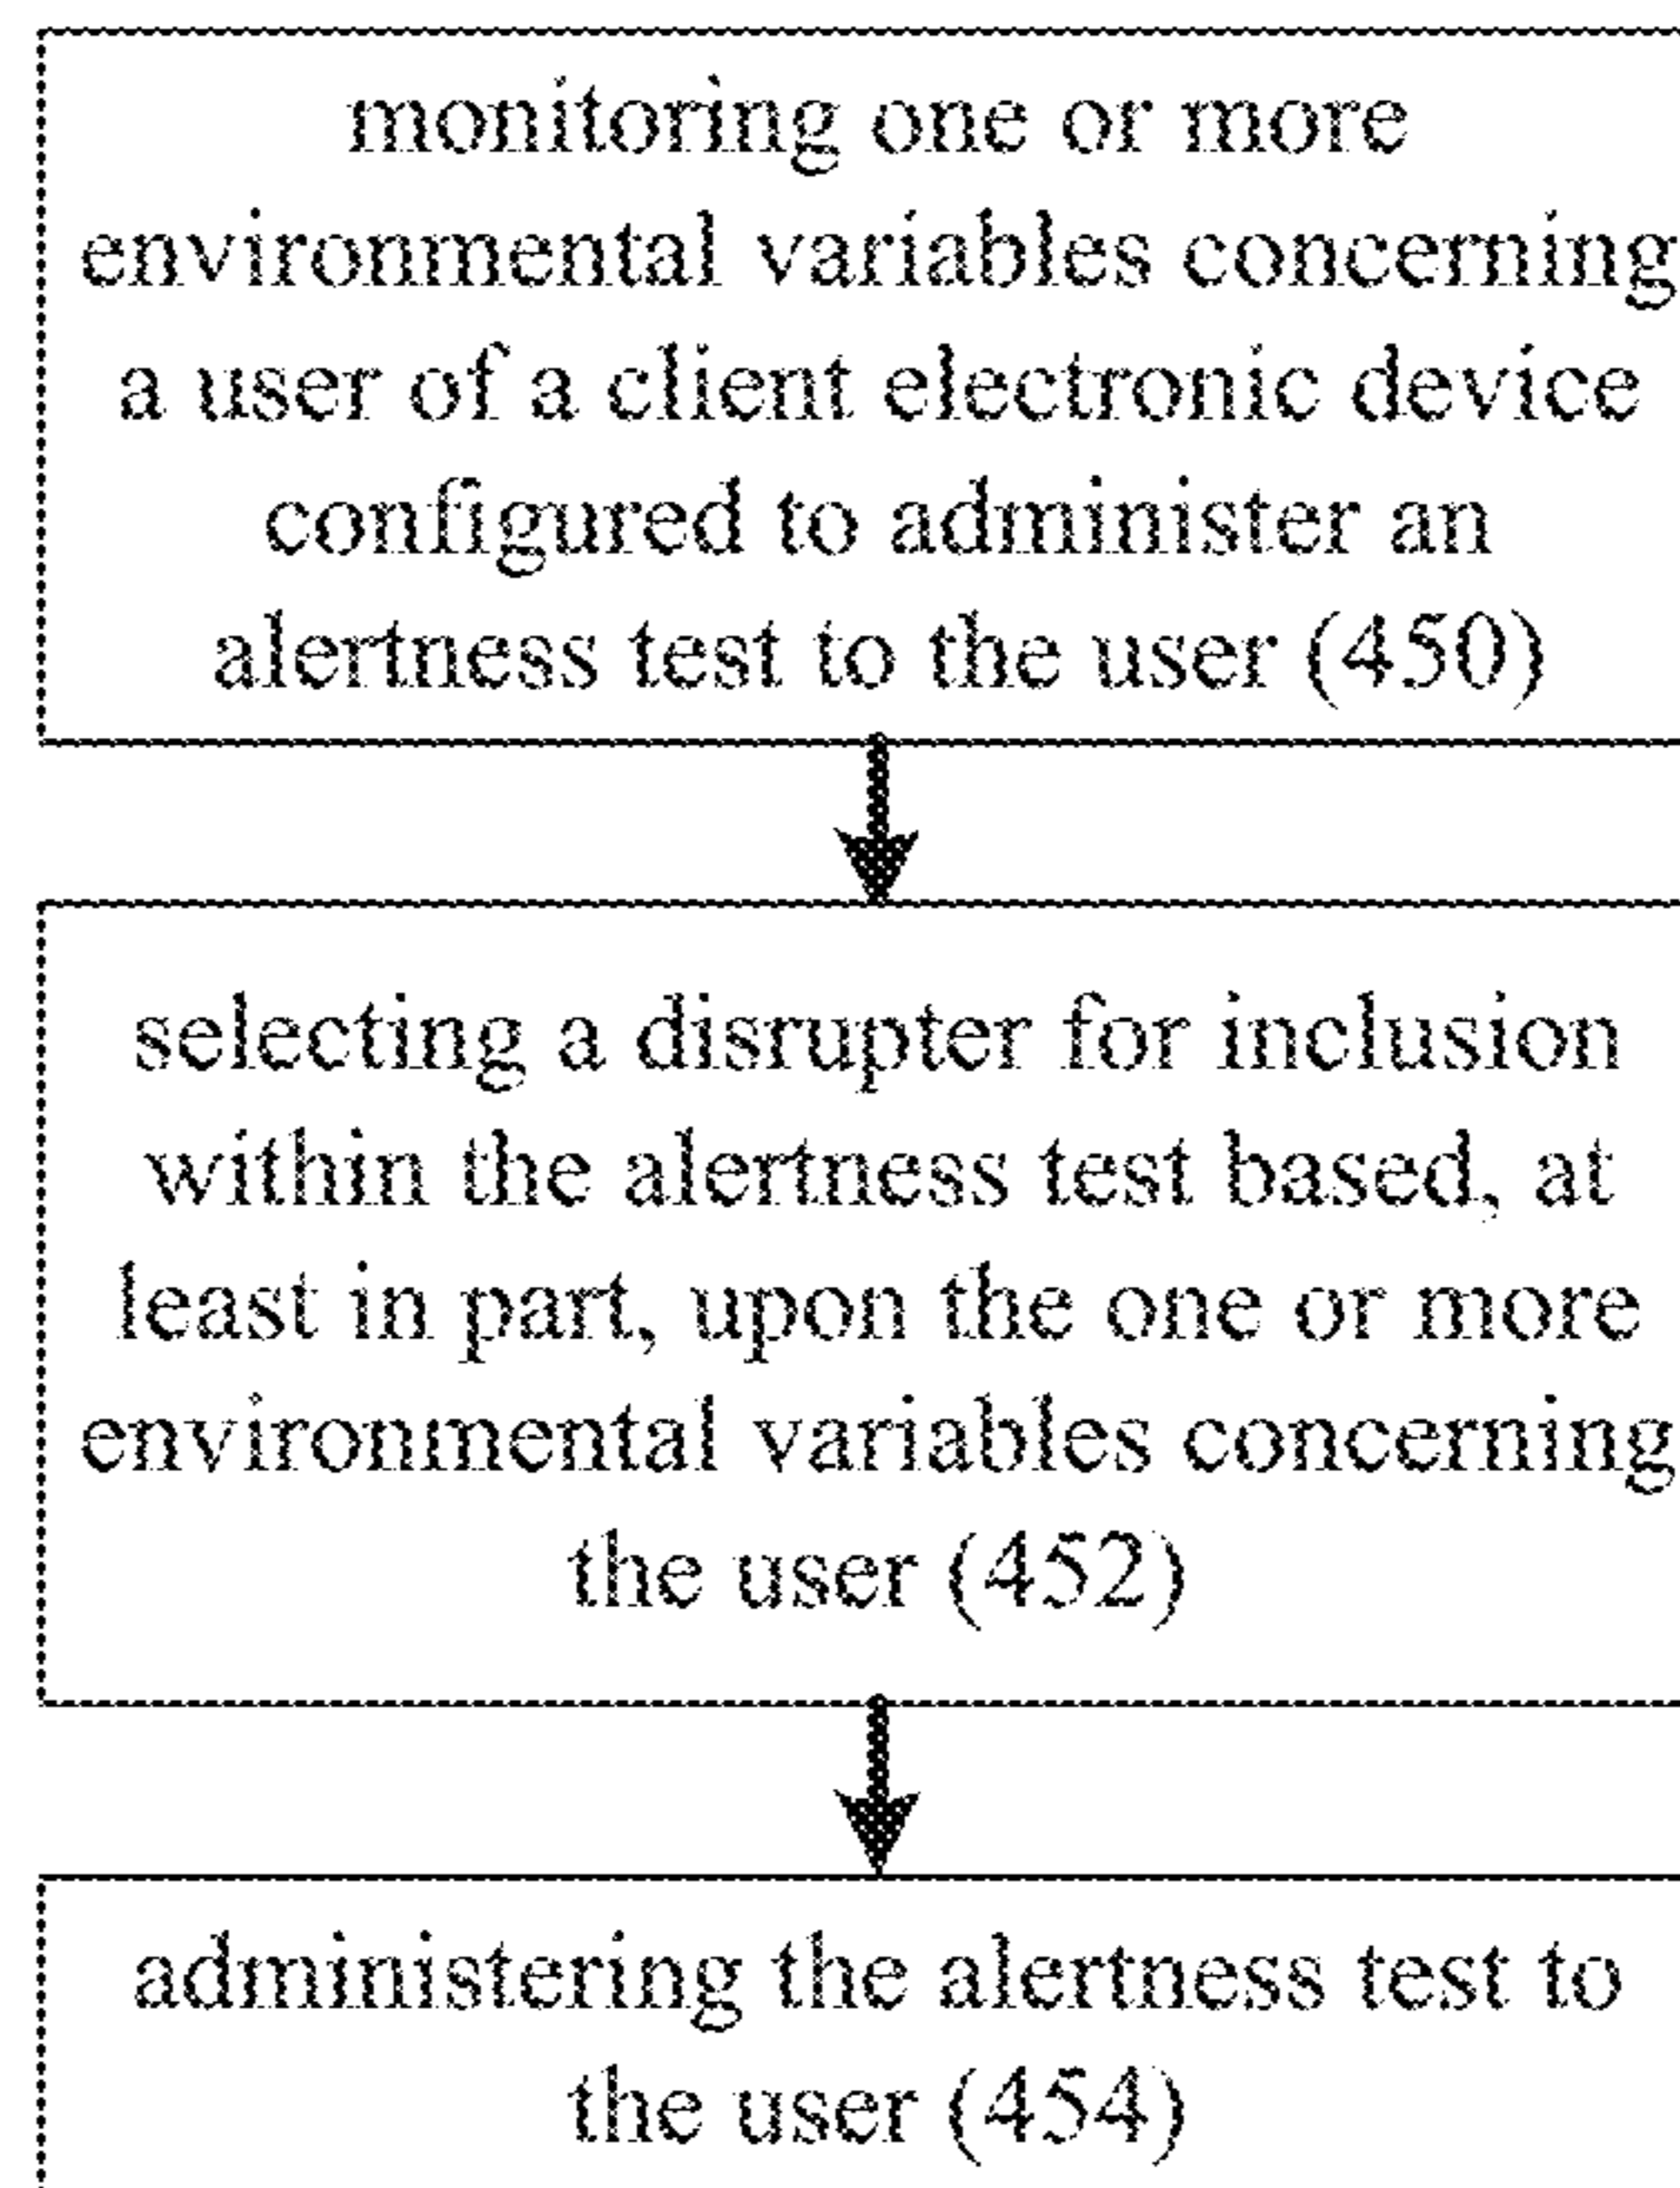 monitoring one or more
environmental variables concerning
a user of a client electronic device
configured to administer an
alertness test to the user (450)
selecting a disrupter for inclusion
within the alertness test based, at
least in part, upon the one or more
environmental variables concerning
the user (452)
administering the alertness test to
the user (454)